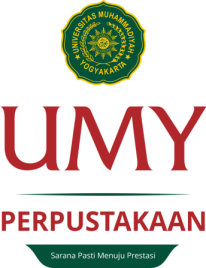 UNIVERSITAS MUHAMMADIYAH
YOGYAKARTA
UMY
PERPUSTAKAAN
Sarana Pasti Menuju Prestasi